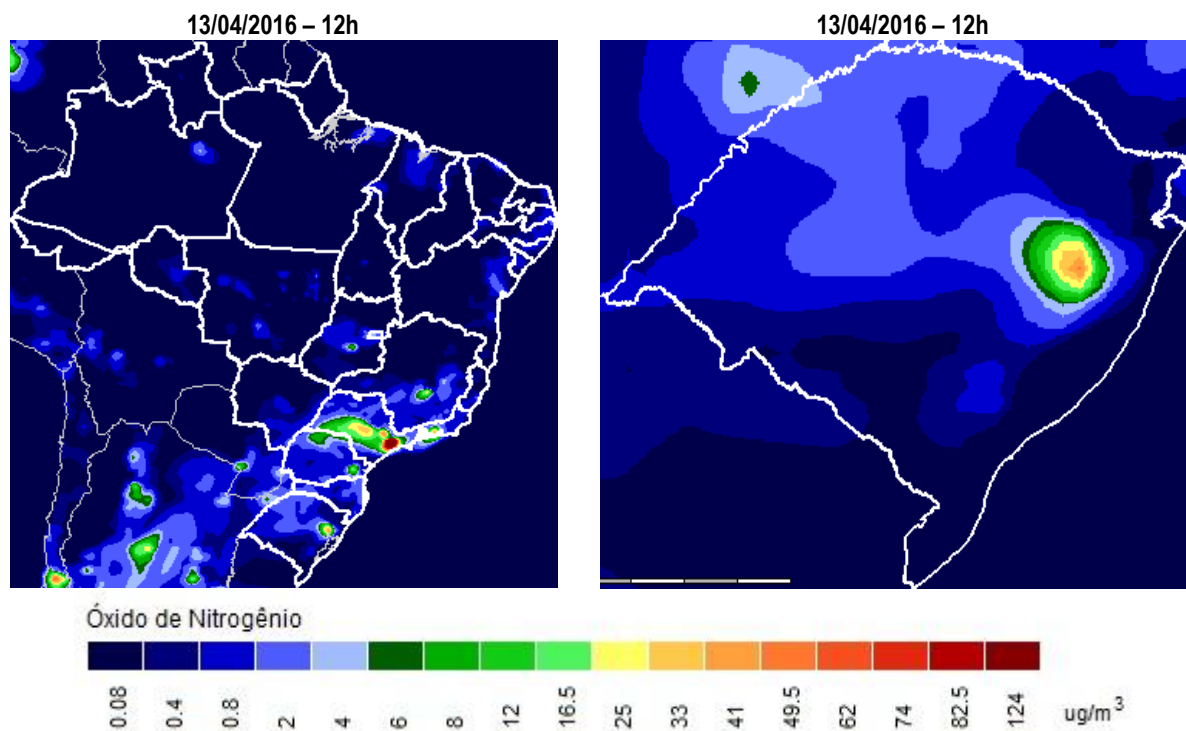 13/04/2016 – 12h
13/04/2016 – 12h
Óxido de Nitrogênio
0.08 0.4 0.8 2 4 6 8 12 16.5 25 33 41 49.5 62 74 82.5 124 ug/m³